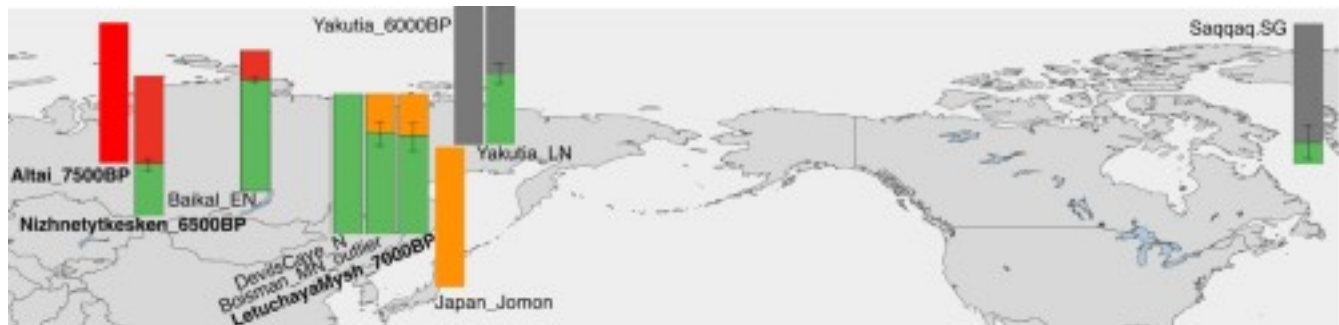 Yakutia_6000BP
Saqqaq.SG
Yakutia_LN
Altai_7500BP
Baikal_EN
Nizhnetytkesken_6500BP
DevilsCave_N
Boisman_MN_outlier
LetuchayaMysh_7000BP
Japan_Jomon